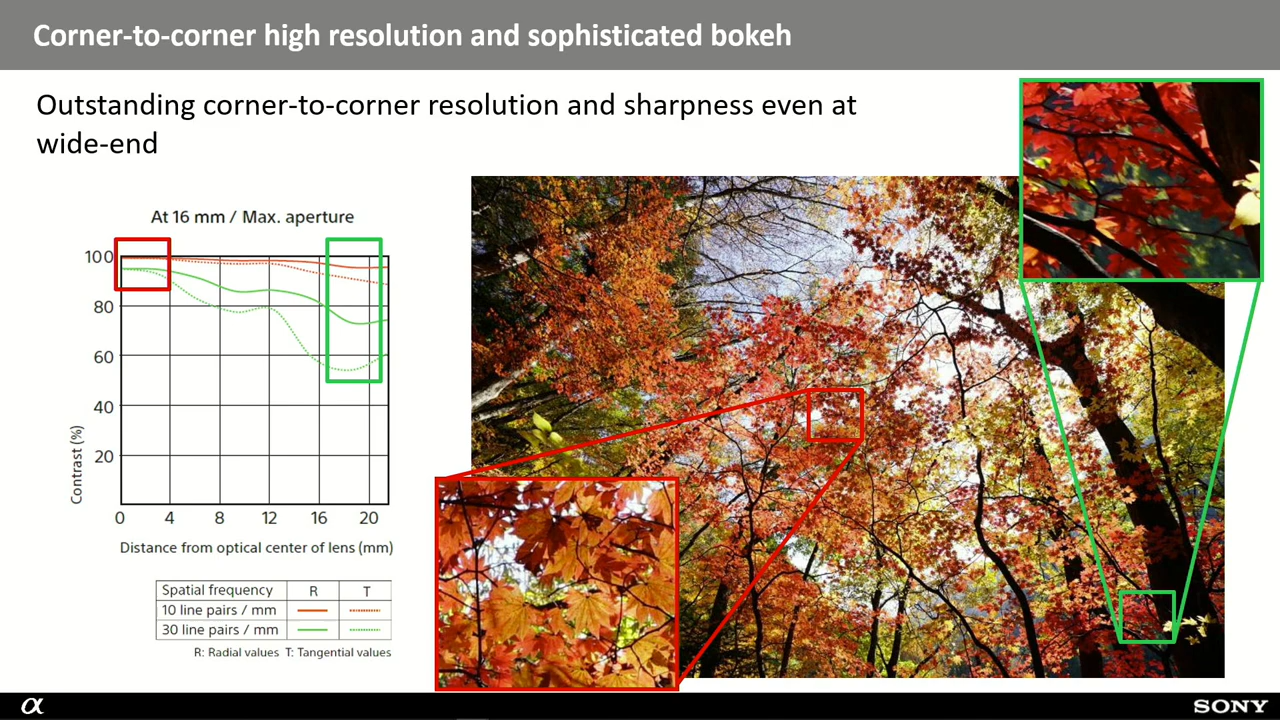 Corner-to-corner high resolution and sophisticated bokeh
Outstanding corner-to-corner resolution and sharpness even at
wide-end
At 16 mm / Max. aperture
100
80
60
40
20
Contrast (%)
0 4 8 12 16 20
Distance from optical center of lens (mm)
Spatial frequency R T
10 line pairs / mm
30 line pairs / mm
R: Radial values T: Tangential values
α
SONY